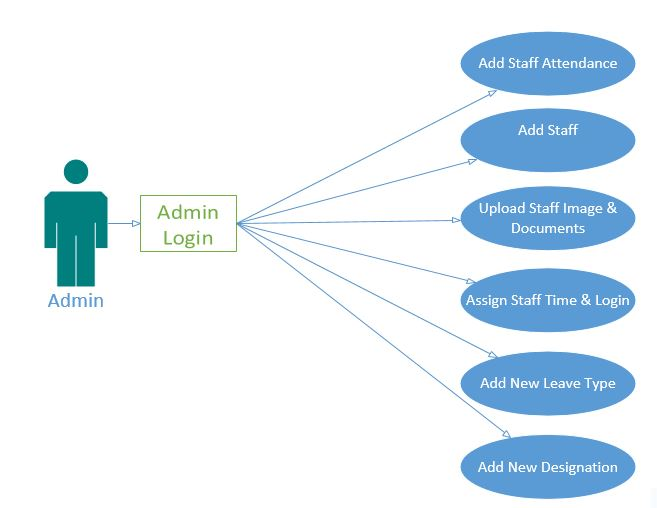 Add Staff Attendance
Add Staff
Admin
Login
Upload Staff Image &
Documents
Admin
Assign Staff Time & Login
Add New Leave Type
Add New Designation